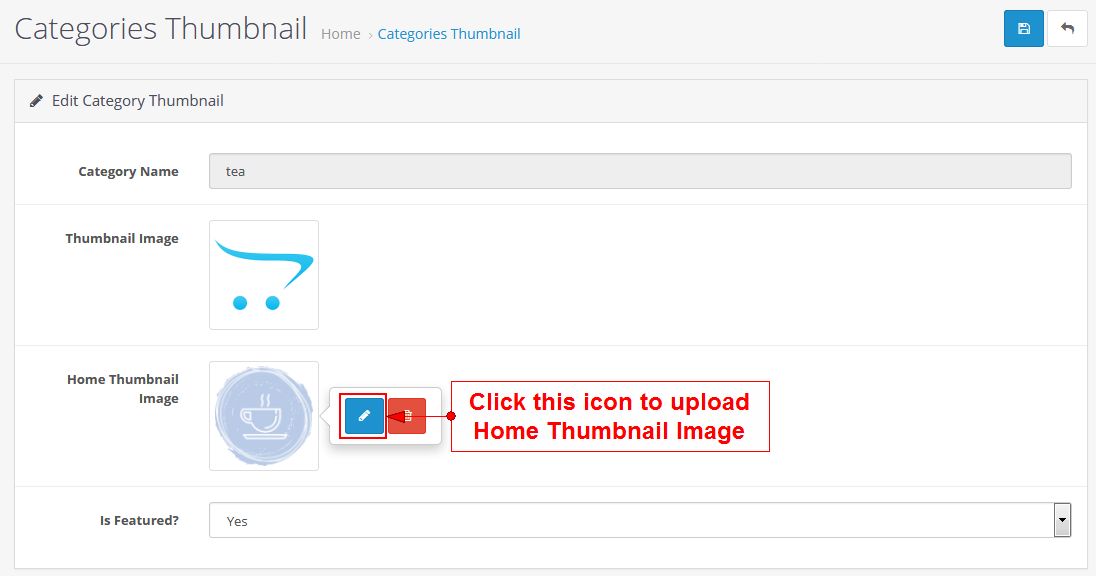 Categories Thumbnail Home › Categories Thumbnail
Edit Category Thumbnail
Category Name tea
Thumbnail Image
Home Thumbnail
Image
Click this icon to upload
Home Thumbnail Image
Is Featured? Yes